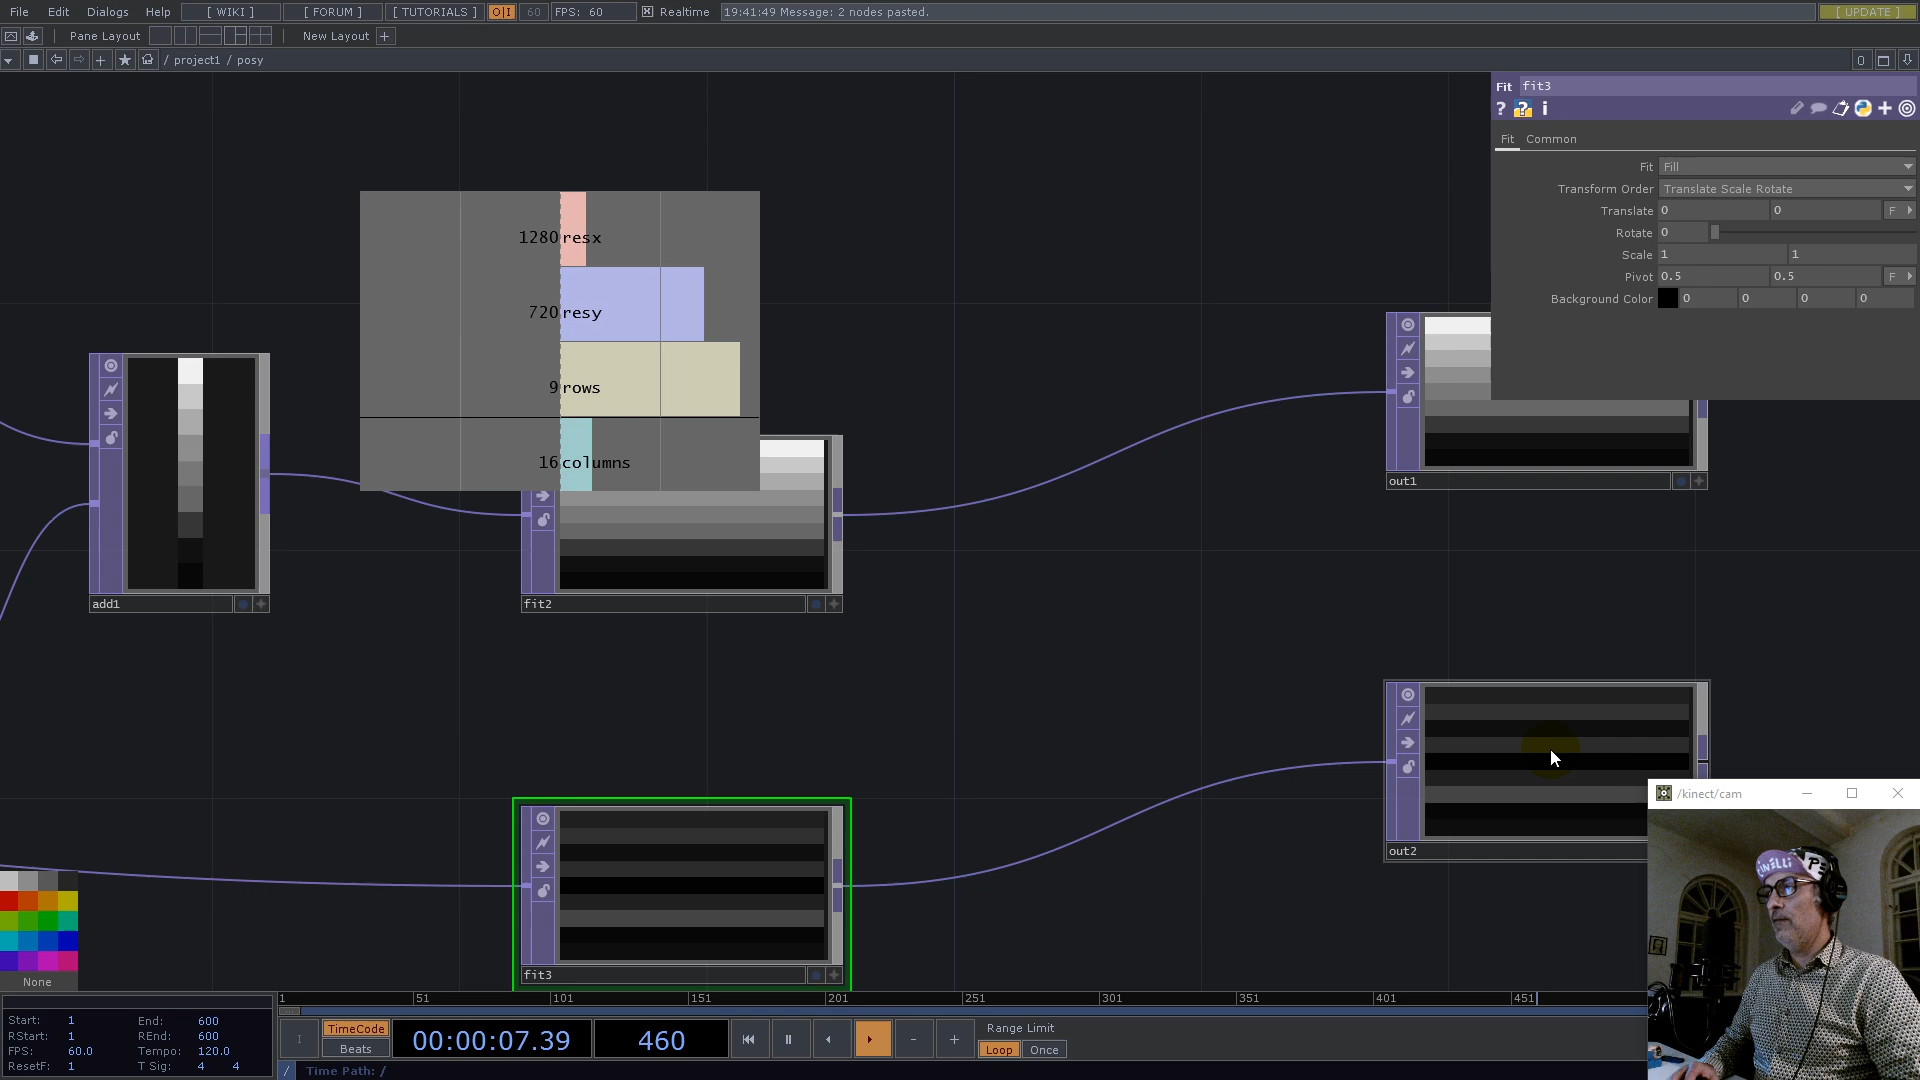 File Edit Dialogs Help [ WIKI ] [ FORUM ] [ TUTORIALS ] O|I 60 FPS: 60 Realtime 19:41:49 Message: 2 nodes pasted. [ UPDATE ]
Pane Layout New Layout +
/ project1 / posy 0
Fit fit3
? ? i
Fit Common
Fit Fill
Transform Order Translate Scale Rotate
Translate 0 0 F
Rotate 0
Scale 1 1
Pivot 0.5 0.5 F
Background Color 0 0 0 0
1280 resx
720 resy
9 rows
16 columns
out1
add1
fit2
/kinect/cam
out2
fit3
None
1 51 101 151 201 251 301 351 401 451
Start: 1 End: 600
RStart: 1 REnd: 600
FPS: 60.0 Tempo: 120.0
ResetF: 1 T Sig: 4 4
TimeCode
Beats
00:00:07.39
460
Range Limit
Loop Once
/ Time Path: /